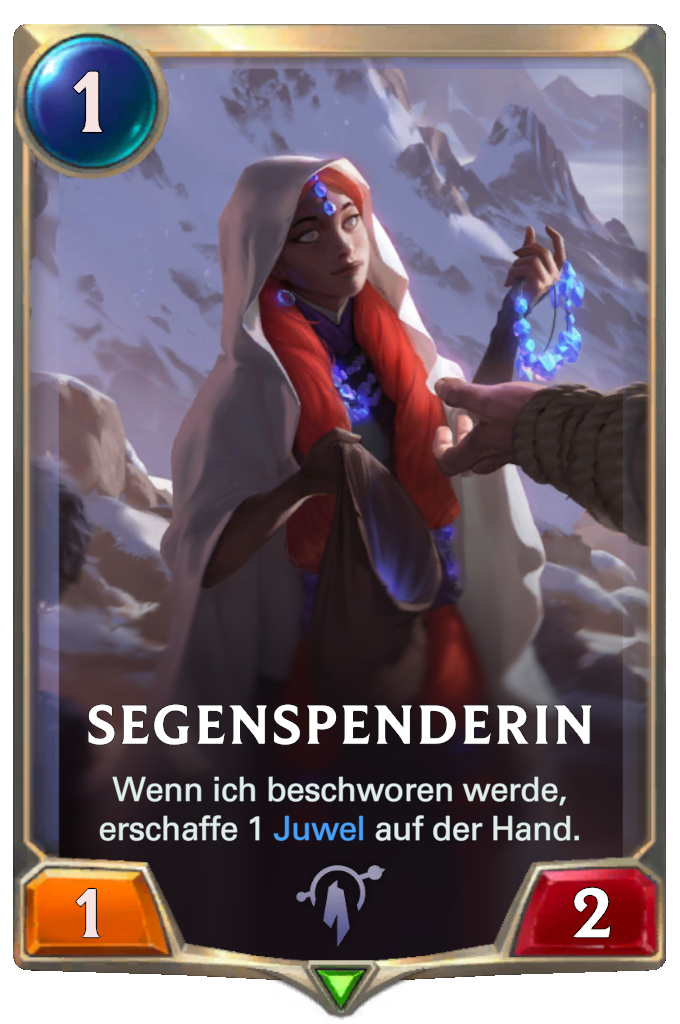 1
SEGENSPENDERIN
Wenn ich beschworen werde,
erschaffe 1 Juwel auf der Hand.
1
2